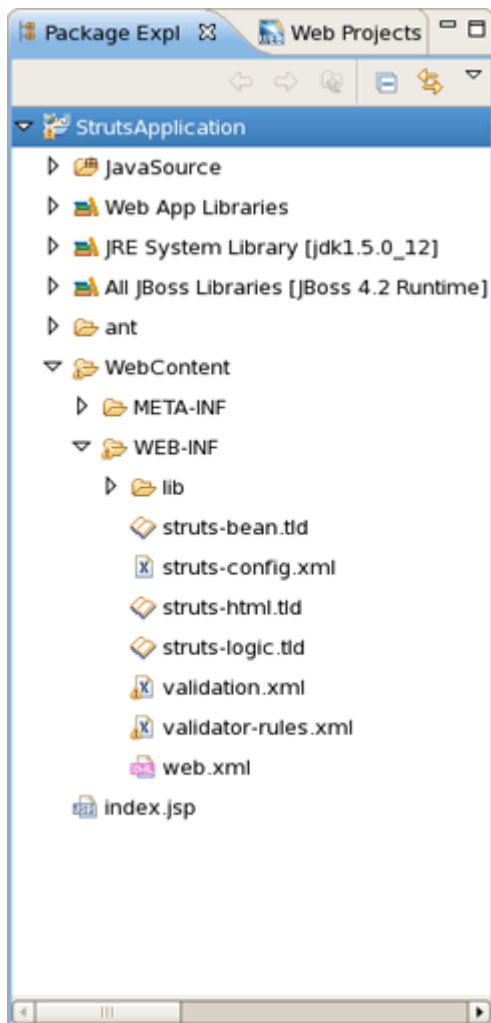 Package Expl
Web Projects
StrutsApplication
JavaSource
Web App Libraries
JRE System Library [jdk1.5.0_12]
All JBoss Libraries [JBoss 4.2 Runtime]
ant
WebContent
META-INF
WEB-INF
lib
struts-bean.tld
struts-config.xml
struts-html.tld
struts-logic.tld
validation.xml
validator-rules.xml
web.xml
index.jsp